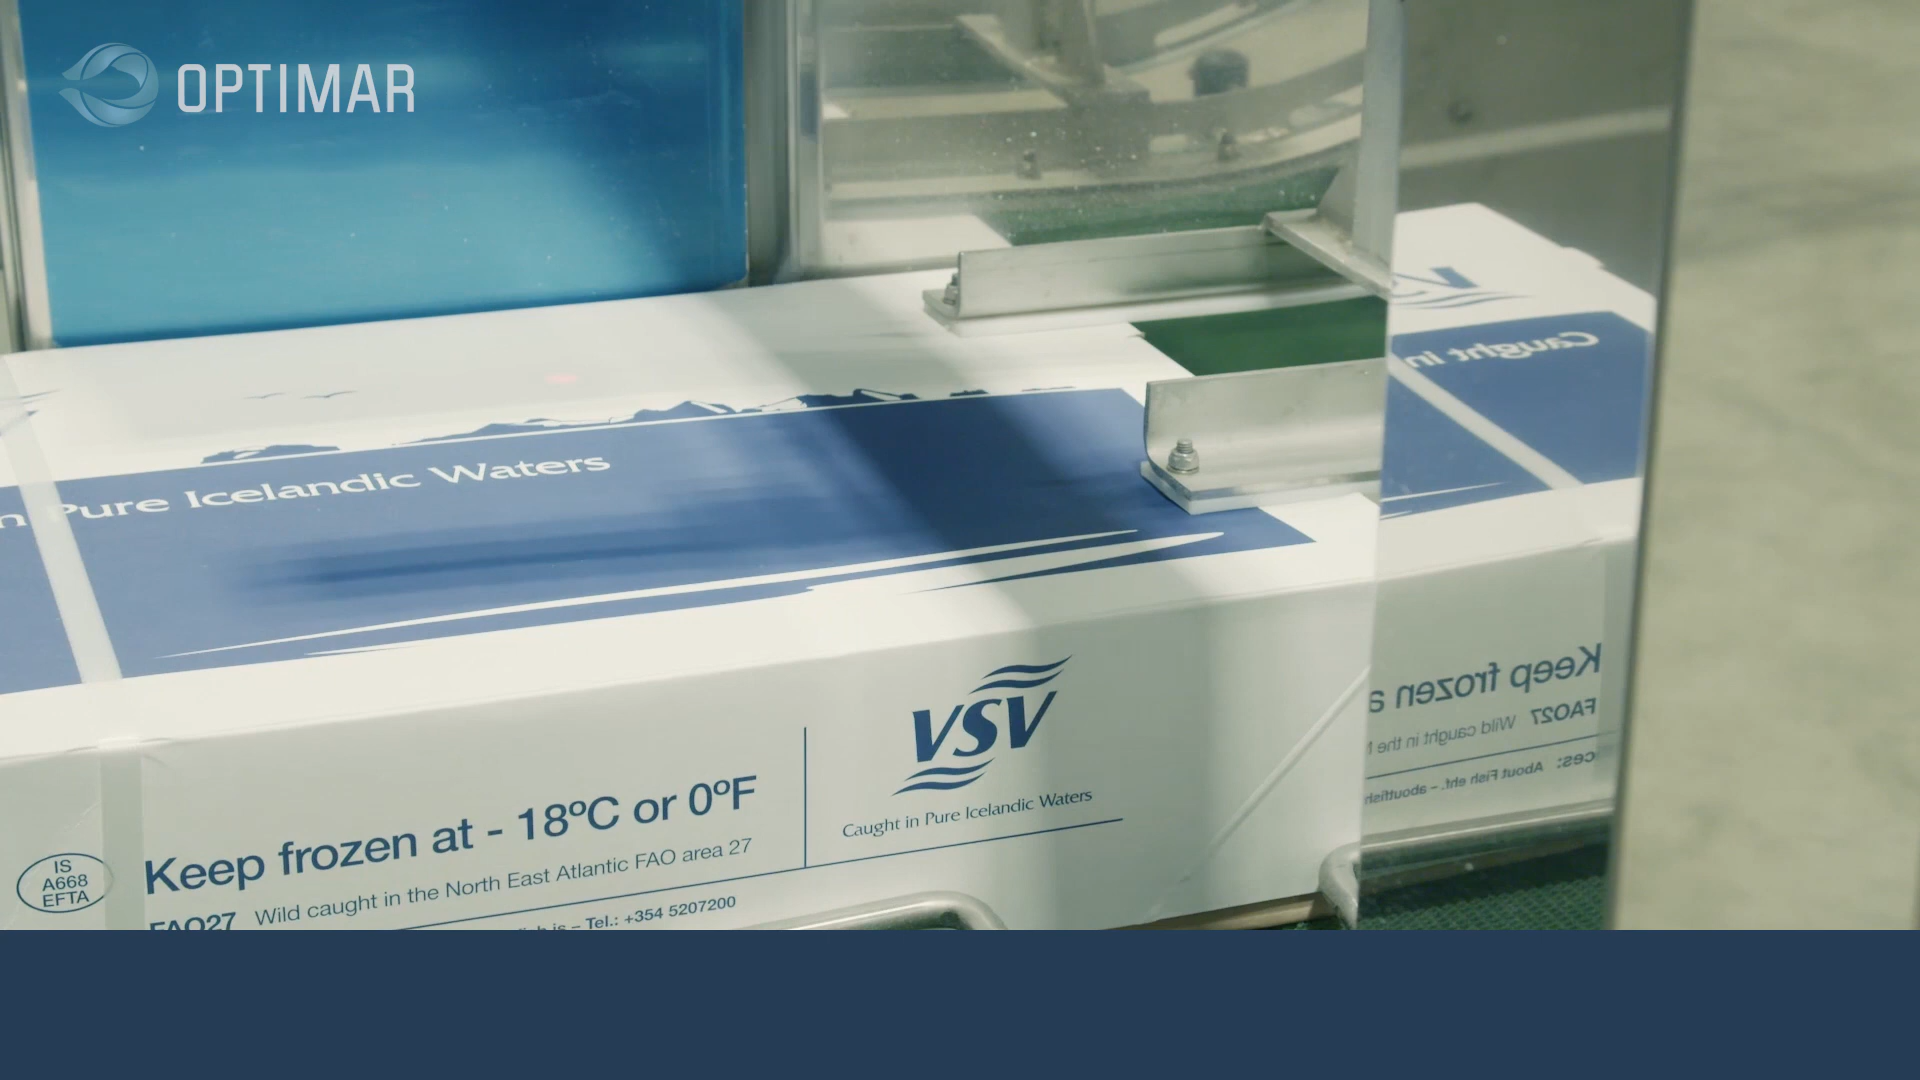 OPTIMAR
Pure Icelandic Waters
VSV
Caught in
VSV
Caught in Pure Icelandic Waters
Keep frozen at - 18ºC or 0ºF
Wild caught in the North East Atlantic FAO area 27
FAO27
Tel.: +354 5207200
IS
A668
EFTA
Keep frozen
FAO27 Wild caught in the
About Fish ehf. –